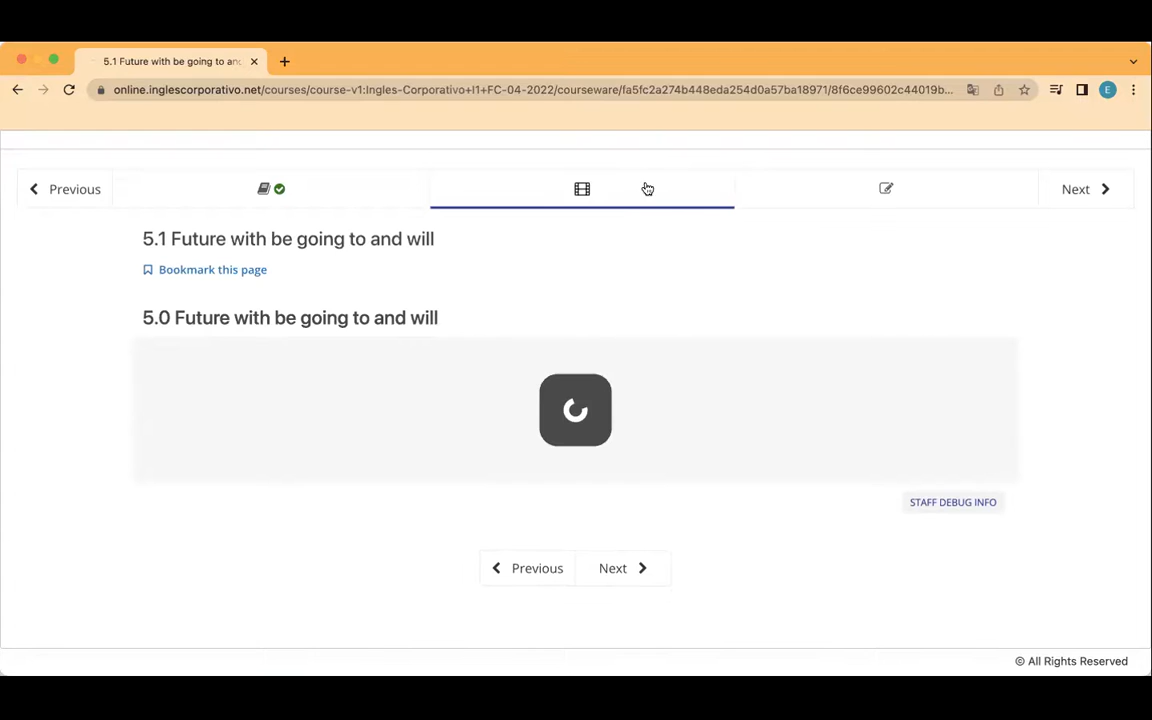 5.1 Future with be going to and
online.inglescorporativo.net/courses/course-v1:Ingles-Corporativo+I1+FC-04-2022/courseware/fa5fc2a274b448eda254d0a57ba18971/8f6ce99602c44019b...
E
Previous
Next
5.1 Future with be going to and will
Bookmark this page
5.0 Future with be going to and will
STAFF DEBUG INFO
Previous
Next
© All Rights Reserved